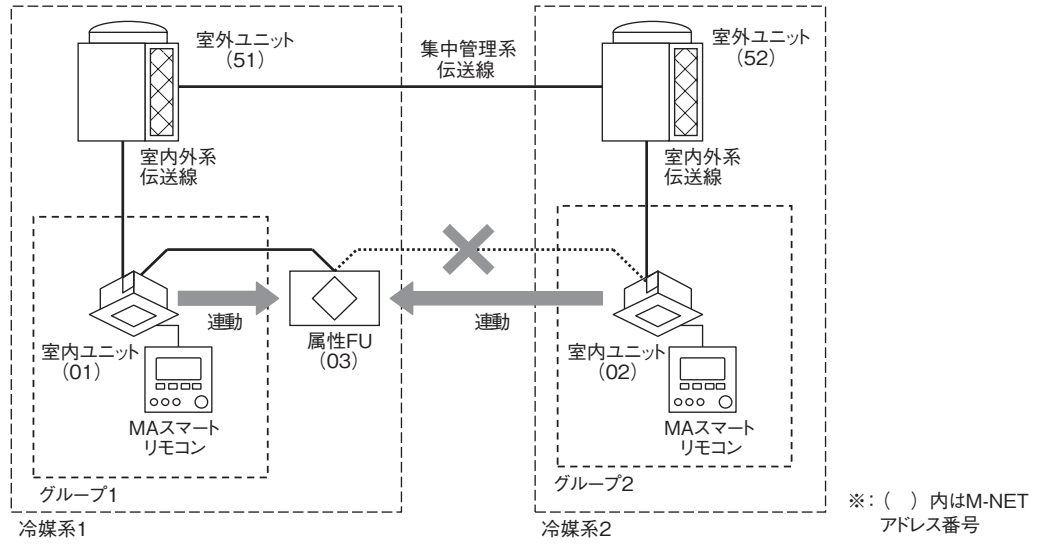 室外ユニット
（51）
集中管理系
伝送線
室外ユニット
（52）
室内外系
伝送線
室内外系
伝送線
連動
属性FU
（03）
連動
室内ユニット
（01）
室内ユニット
（02）
MAスマート
リモコン
MAスマート
リモコン
グループ1
グループ2
冷媒系1
冷媒系2
※：（　）内はM-NET
アドレス番号